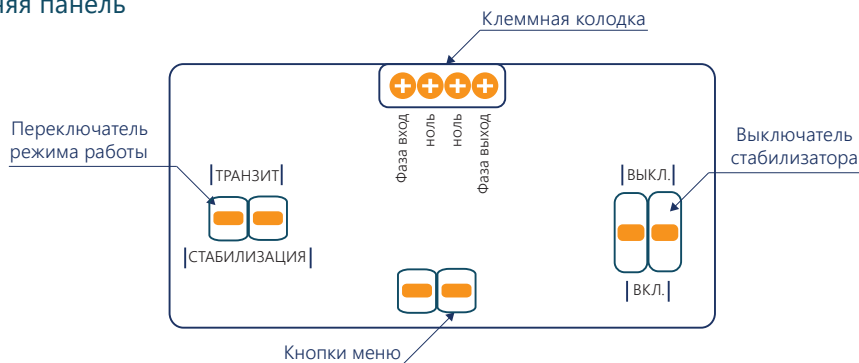 панель
Клеммная колодка
Переключатель
режима работы
Фаза вход
ноль
ноль
Фаза выход
Выключатель
стабилизатора
ТРАНЗИТ
ВЫКЛ.
СТАБИЛИЗАЦИЯ
ВКЛ.
Кнопки меню